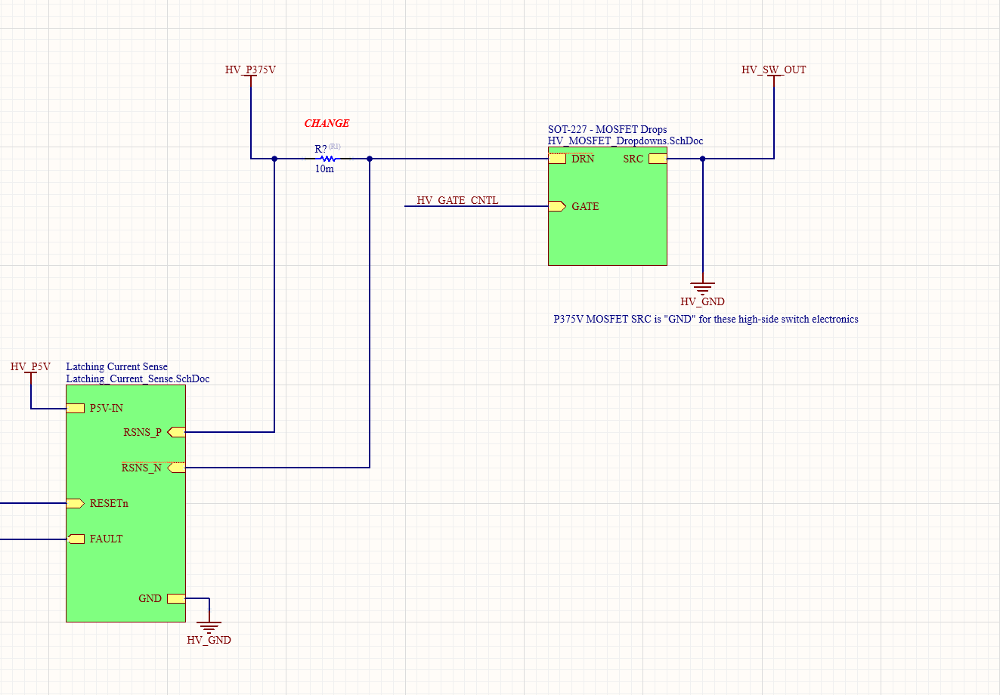 HV_P375V
HV_SW_OUT
CHANGE
R? (R1)
10m
SOT-227 - MOSFET Drops
HV_MOSFET_Dropdowns.SchDoc
DRN
SRC
HV_GATE_CNTL
GATE
HV_GND
P375V MOSFET SRC is "GND" for these high-side switch electronics
HV_P5V
Latching Current Sense
Latching_Current_Sense.SchDoc
P5V-IN
RSNS_P
RSNS_N
RESETn
FAULT
GND
HV_GND